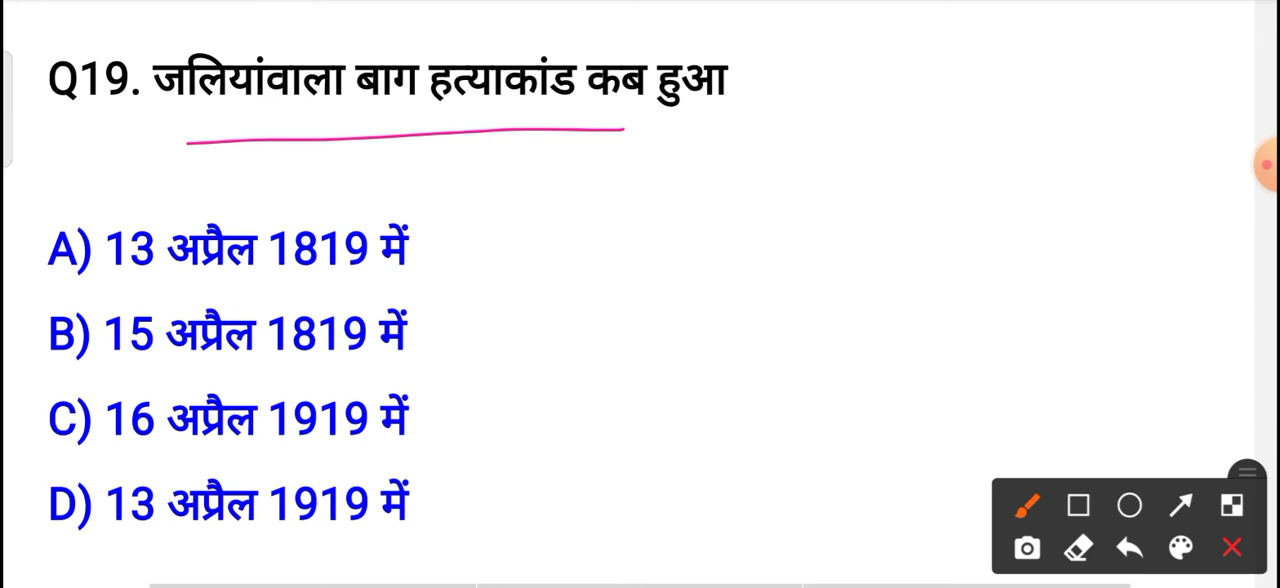 Q19. जलियांवाला बाग हत्याकांड कब हुआ
A) 13 अप्रैल 1819 में
B) 15 अप्रैल 1819 में
C) 16 अप्रैल 1919 में
D) 13 अप्रैल 1919 में